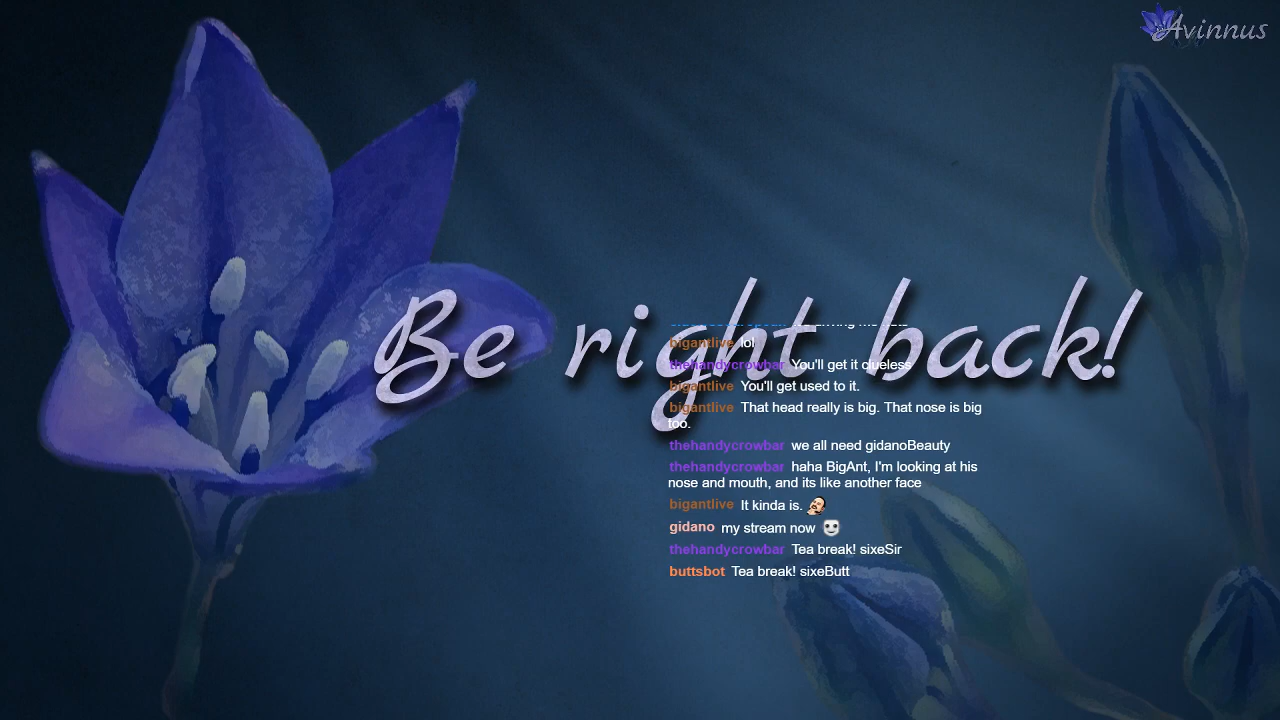 Avinnus
Be right back!
bigantlive lol
thehandycrowbar You'll get it clueless
bigantlive You'll get used to it.
bigantlive That head really is big. That nose is big
too.
thehandycrowbar we all need gidanoBeauty
thehandycrowbar haha BigAnt, I'm looking at his
nose and mouth, and its like another face
bigantlive It kinda is.
gidano my stream now
thehandycrowbar Tea break! sixeSir
buttsbot Tea break! sixeButt